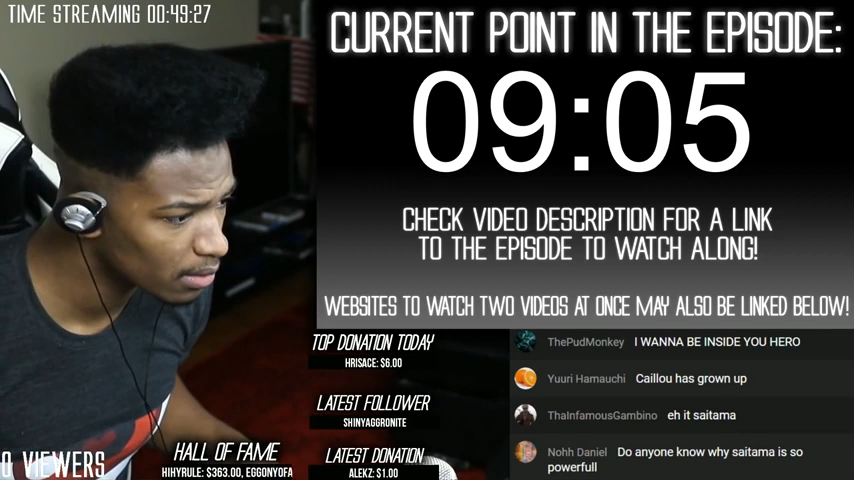 TIME STREAMING 00:49:27
CURRENT POINT IN THE EPISODE:
09:05
CHECK VIDEO DESCRIPTION FOR A LINK
TO THE EPISODE TO WATCH ALONG!
WEBSITES TO WATCH TWO VIDEOS AT ONCE MAY ALSO BE LINKED BELOW!
TOP DONATION TODAY
HRISACE: $6.00
LATEST FOLLOWER
SHINYAGGRONITE
LATEST DONATION
ALEKZ: $1.00
HALL OF FAME
HIHYRULE: $363.00, EGGONYOFA
0 VIEWERS
ThePudMonkey I WANNA BE INSIDE YOU HERO
Yuuri Hamauchi Caillou has grown up
ThaInfamousGambino eh it saitama
Nohh Daniel Do anyone know why saitama is so
powerfull